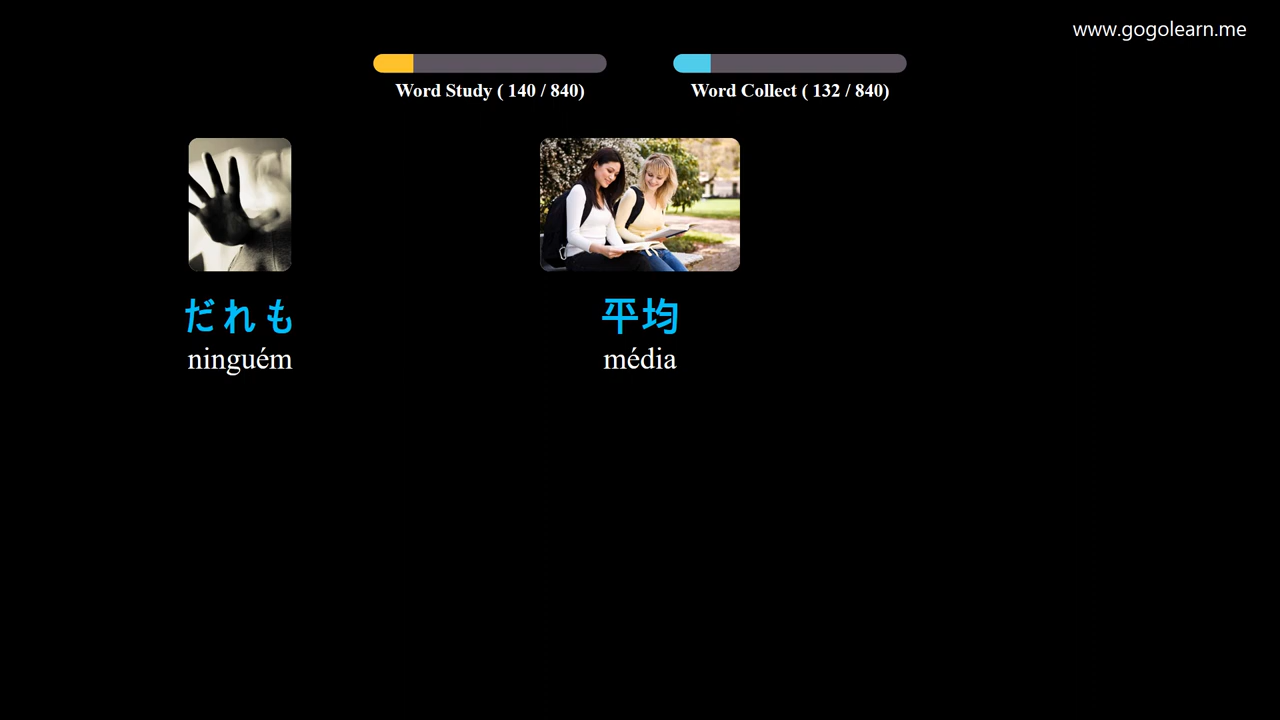 www.gogolearn.me
Word Study ( 140 / 840)
Word Collect ( 132 / 840)
だれも
ninguém
平均
média